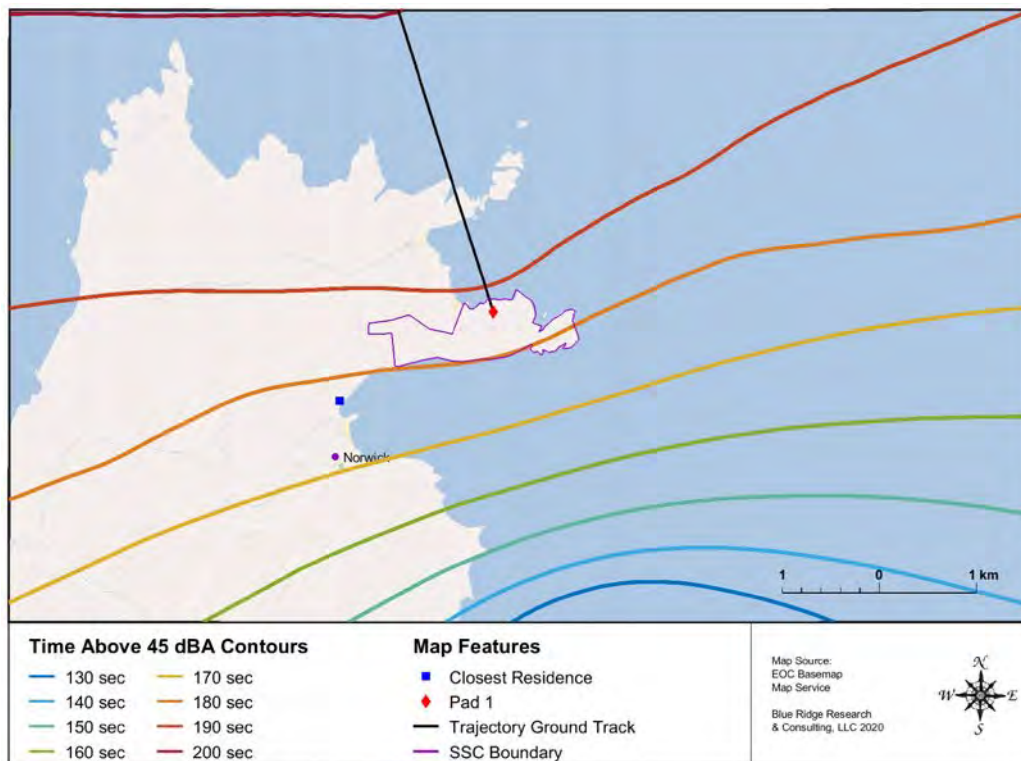 Norwick
1 0 1 km
Time Above 45 dBA Contours
130 sec
140 sec
150 sec
160 sec
170 sec
180 sec
190 sec
200 sec
Map Features
Closest Residence
Pad 1
Trajectory Ground Track
SSC Boundary
Map Source:
EOC Basemap
Map Service
Blue Ridge Research
& Consulting, LLC 2020
N
W E
S